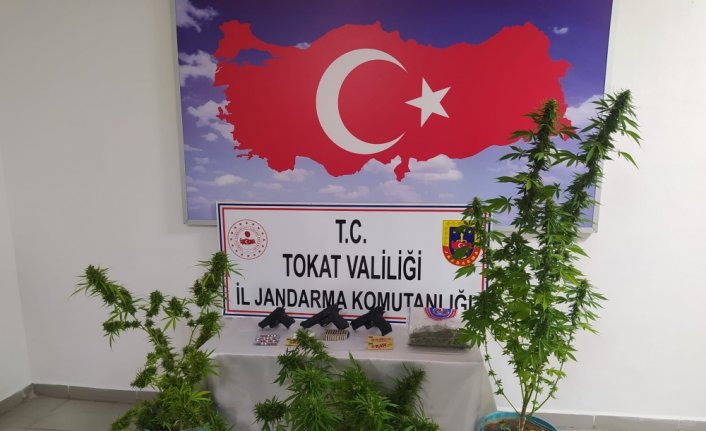 T.C.
TOKAT VALİLİĞİ
İL JANDARMA KOMUTANLIĞI